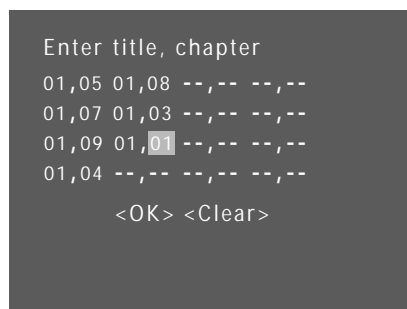 Enter title, chapter
01,05 01,08 --,-- --,--
01,07 01,03 --,-- --,--
01,09 01,01 --,-- --,--
01,04 --,-- --,-- --,--
<OK> <Clear>